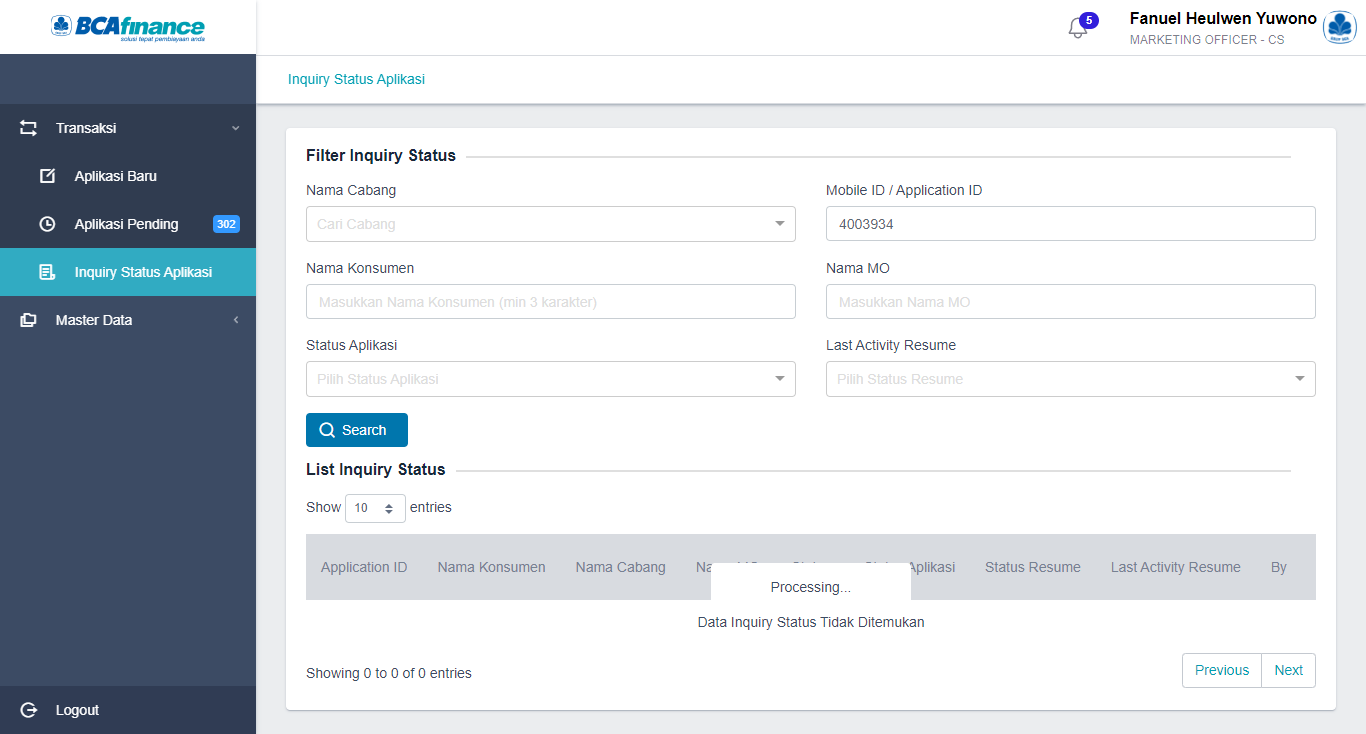 BCAfinance
solusi tepat pembiayaan anda
5
Fanuel Heulwen Yuwono
MARKETING OFFICER - CS
Inquiry Status Aplikasi
Transaksi
Aplikasi Baru
Aplikasi Pending 302
Inquiry Status Aplikasi
Master Data
Logout
Filter Inquiry Status
Nama Cabang Mobile ID / Application ID
Cari Cabang 4003934
Nama Konsumen Nama MO
Masukkan Nama Konsumen (min 3 karakter) Masukkan Nama MO
Status Aplikasi Last Activity Resume
Pilih Status Aplikasi Pilih Status Resume
Search
List Inquiry Status
Show 10 entries
Application ID Nama Konsumen Nama Cabang Aplikasi Status Resume Last Activity Resume By
Processing...
Data Inquiry Status Tidak Ditemukan
Showing 0 to 0 of 0 entries
Previous Next